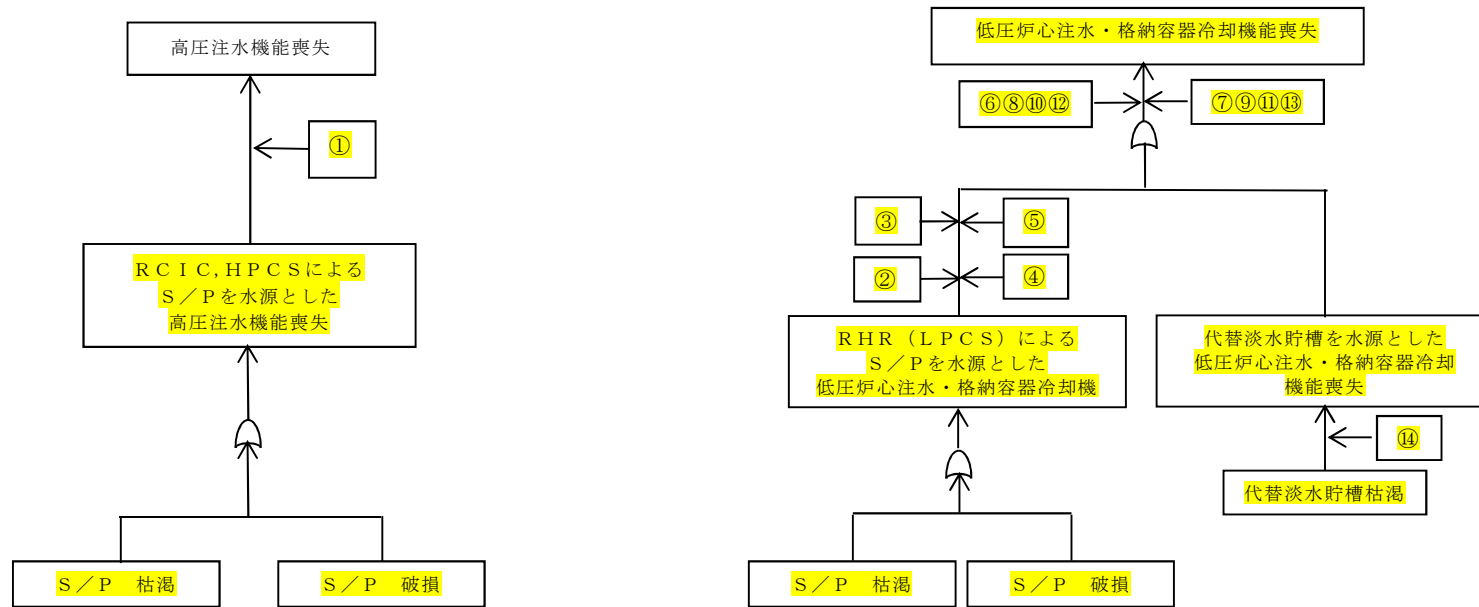 高圧注水機能喪失
①
ＲＣＩＣ,ＨＰＣＳによる
Ｓ／Ｐを水源とした
高圧注水機能喪失
Ｓ／Ｐ　枯渇
Ｓ／Ｐ　破損
低圧炉心注水・格納容器冷却機能喪失
⑥⑧⑩⑫
⑦⑨⑪⑬
③
⑤
②
④
ＲＨＲ（ＬＰＣＳ）による
Ｓ／Ｐを水源とした
低圧炉心注水・格納容器冷却機
代替淡水貯槽を水源とした
低圧炉心注水・格納容器冷却
機能喪失
⑭
代替淡水貯槽枯渇
Ｓ／Ｐ　枯渇
Ｓ／Ｐ　破損